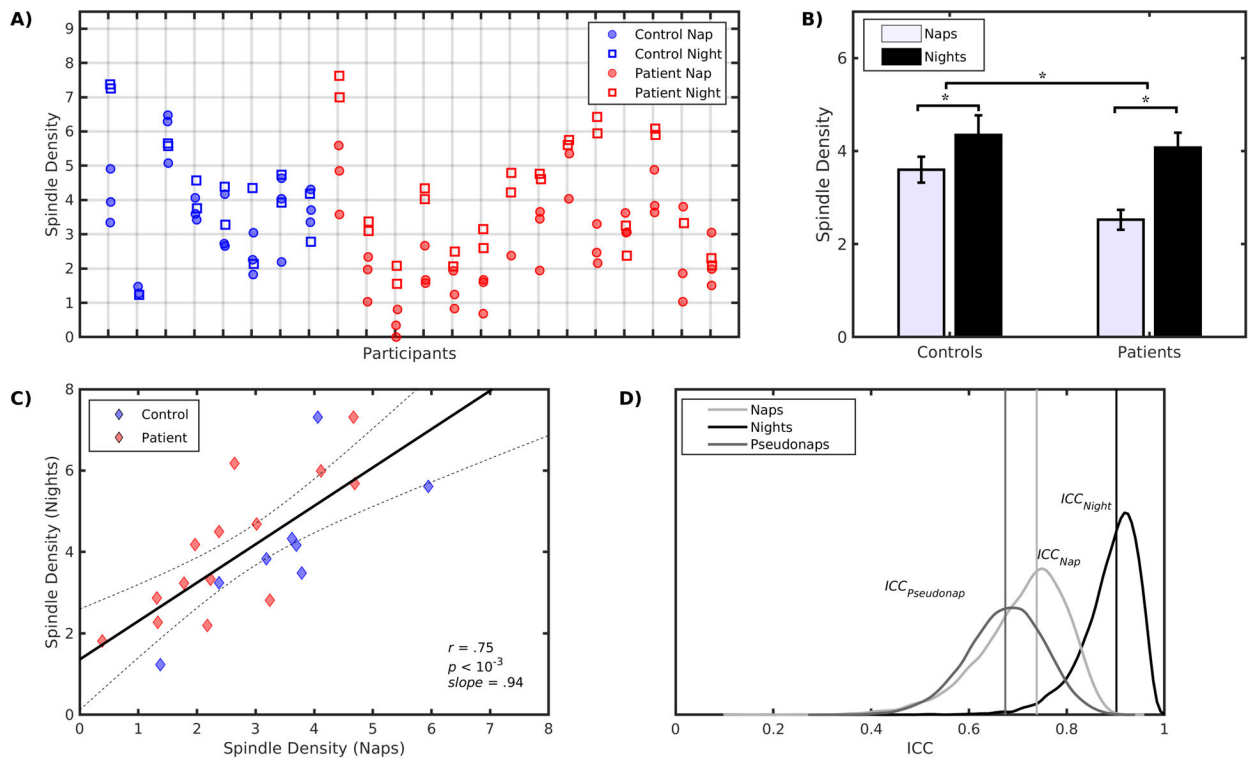 A)
9
8
7
6
5
4
3
2
1
0
Spindle Density
Participants
Control Nap
Control Night
Patient Nap
Patient Night
B)
6
4
2
0
Spindle Density
Naps
Nights
*
*
*
Controls
Patients
C)
8
6
4
2
0
Spindle Density (Nights)
Control
Patient
r = .75
p < 10-3
slope = .94
0 1 2 3 4 5 6 7 8
Spindle Density (Naps)
D)
Naps
Nights
Pseudonaps
ICCNight
ICCNap
ICCPseudonap
0 0.2 0.4 0.6 0.8 1
ICC